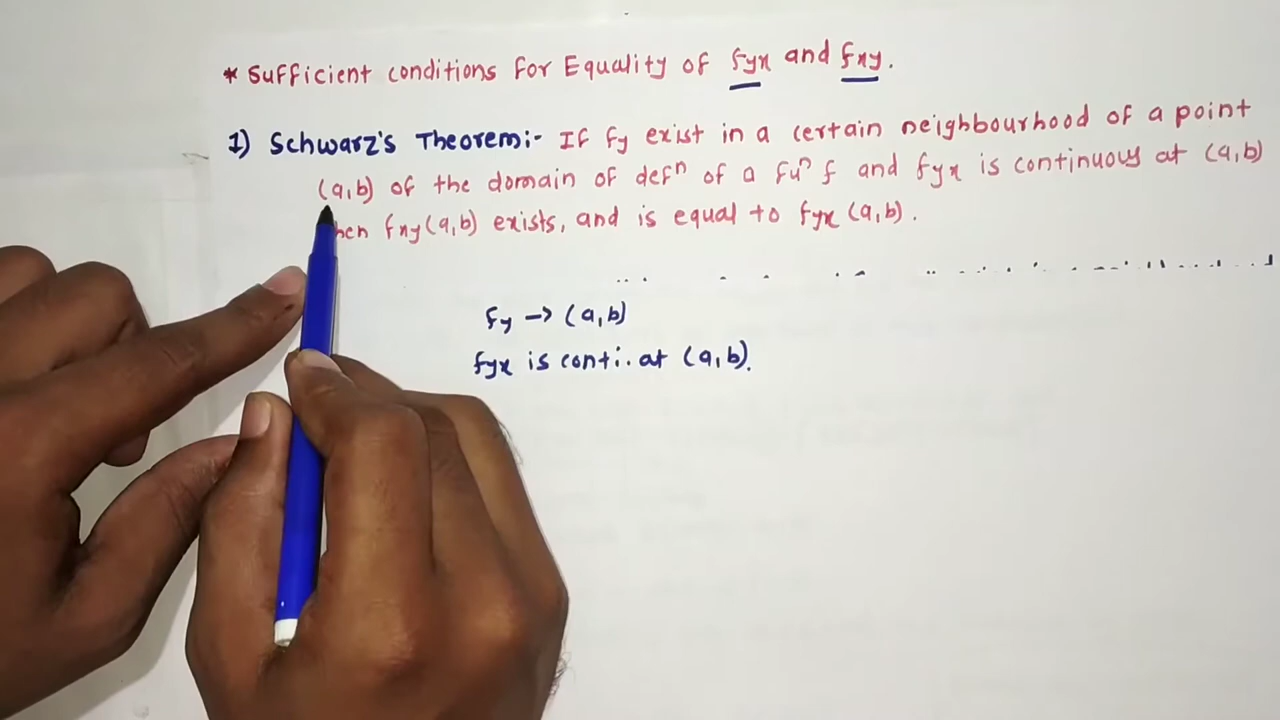 * Sufficient conditions for Equality of fyx and fxy.
1) Schwarz's Theorem:- If fy exist in a certain neighbourhood of a point
(a,b) of the domain of defⁿ of a fuⁿ f and fyx is continuous at (a,b)
hen fxy(a,b) exists, and is equal to fyx (a,b).
fy → (a,b)
fyx is conti. at (a,b).